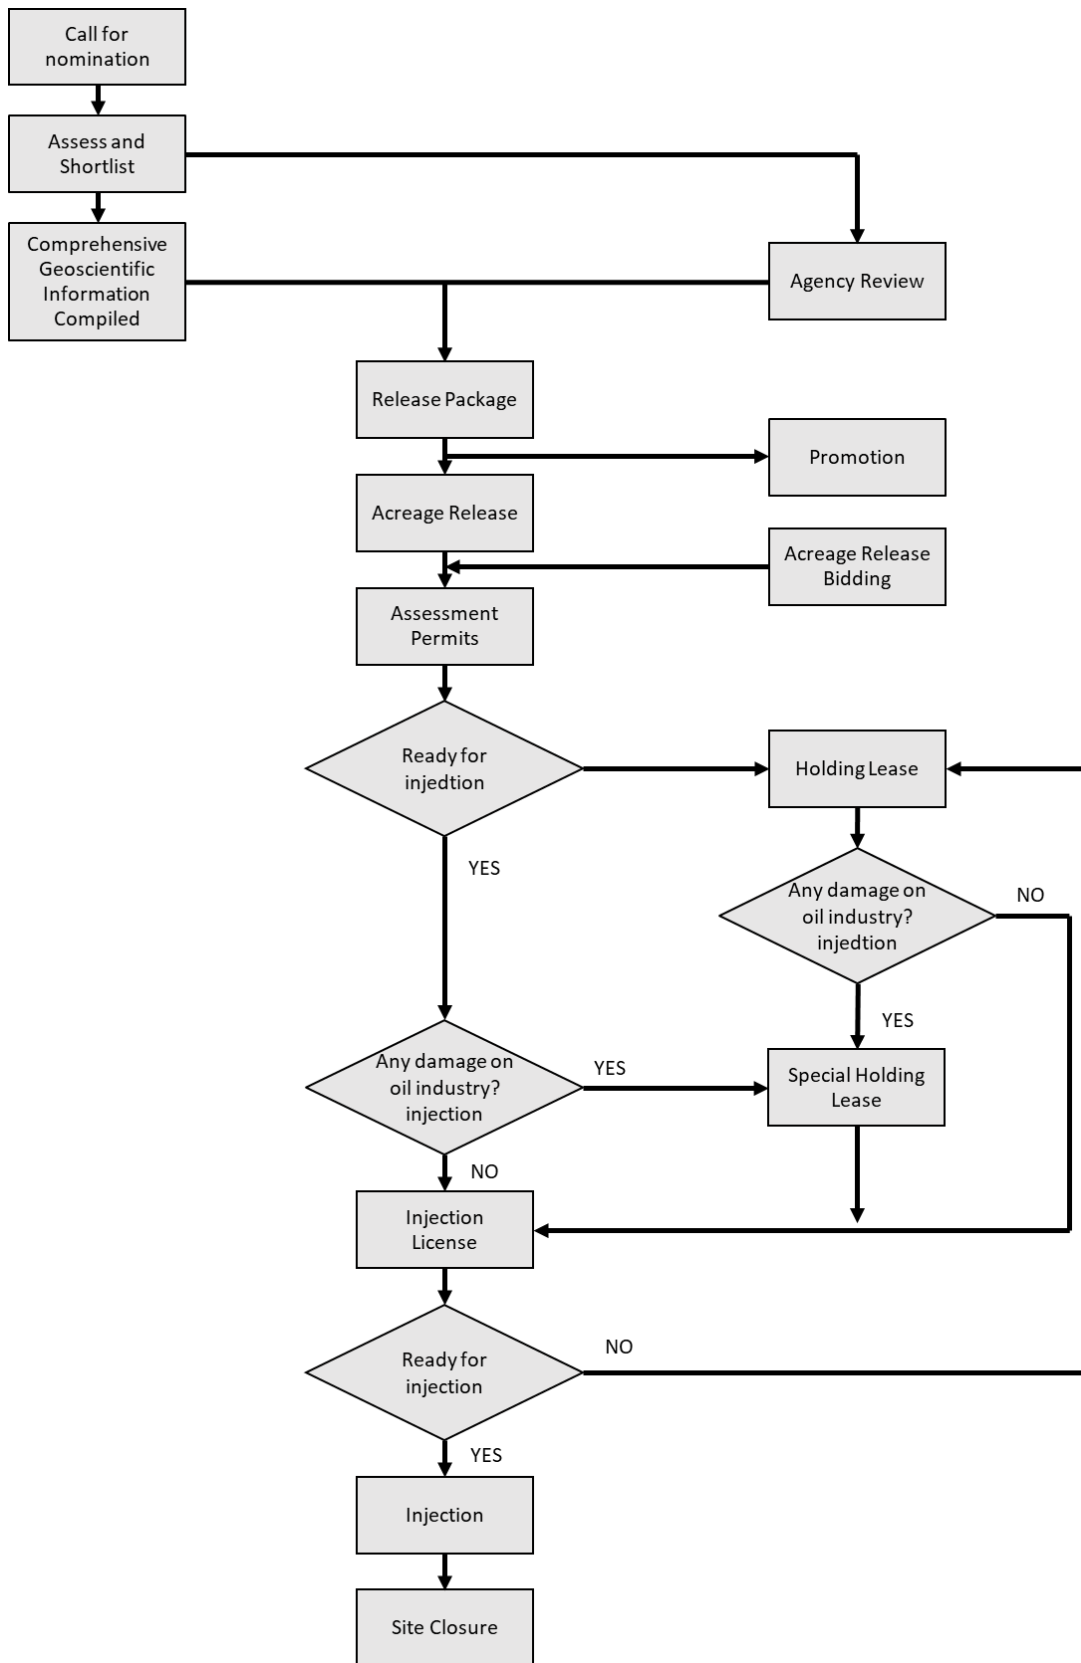 Call for
nomination
Assess and
Shortlist
Comprehensive
Geoscientific
Information
Compiled
Agency Review
Release Package
Promotion
Acreage Release
Acreage Release
Bidding
Assessment
Permits
Ready for
injedtion
Holding Lease
YES
Any damage on
oil industry?
injedtion
NO
YES
Any damage on
oil industry?
injection
YES
Special Holding
Lease
NO
Injection
License
Ready for
injection
NO
YES
Injection
Site Closure